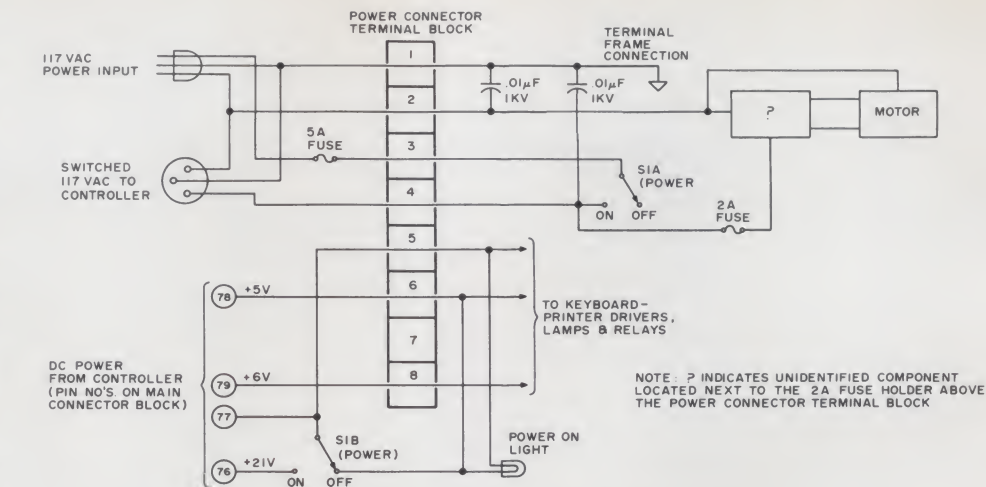 POWER CONNECTOR
TERMINAL BLOCK
117 VAC
POWER INPUT
TERMINAL
FRAME
CONNECTION
1
2
3
4
5
6
7
8
.01µF
1KV
.01µF
1KV
?
MOTOR
5A
FUSE
SWITCHED
117 VAC TO
CONTROLLER
S1A
(POWER
ON OFF
2A
FUSE
78 +5V
79 +6V
77
76 +21V
DC POWER
FROM CONTROLLER
(PIN NO'S. ON MAIN
CONNECTOR BLOCK)
TO KEYBOARD-
PRINTER DRIVERS,
LAMPS & RELAYS
S1B
(POWER)
ON OFF
POWER ON
LIGHT
NOTE: ? INDICATES UNIDENTIFIED COMPONENT
LOCATED NEXT TO THE 2A FUSE HOLDER ABOVE
THE POWER CONNECTOR TERMINAL BLOCK